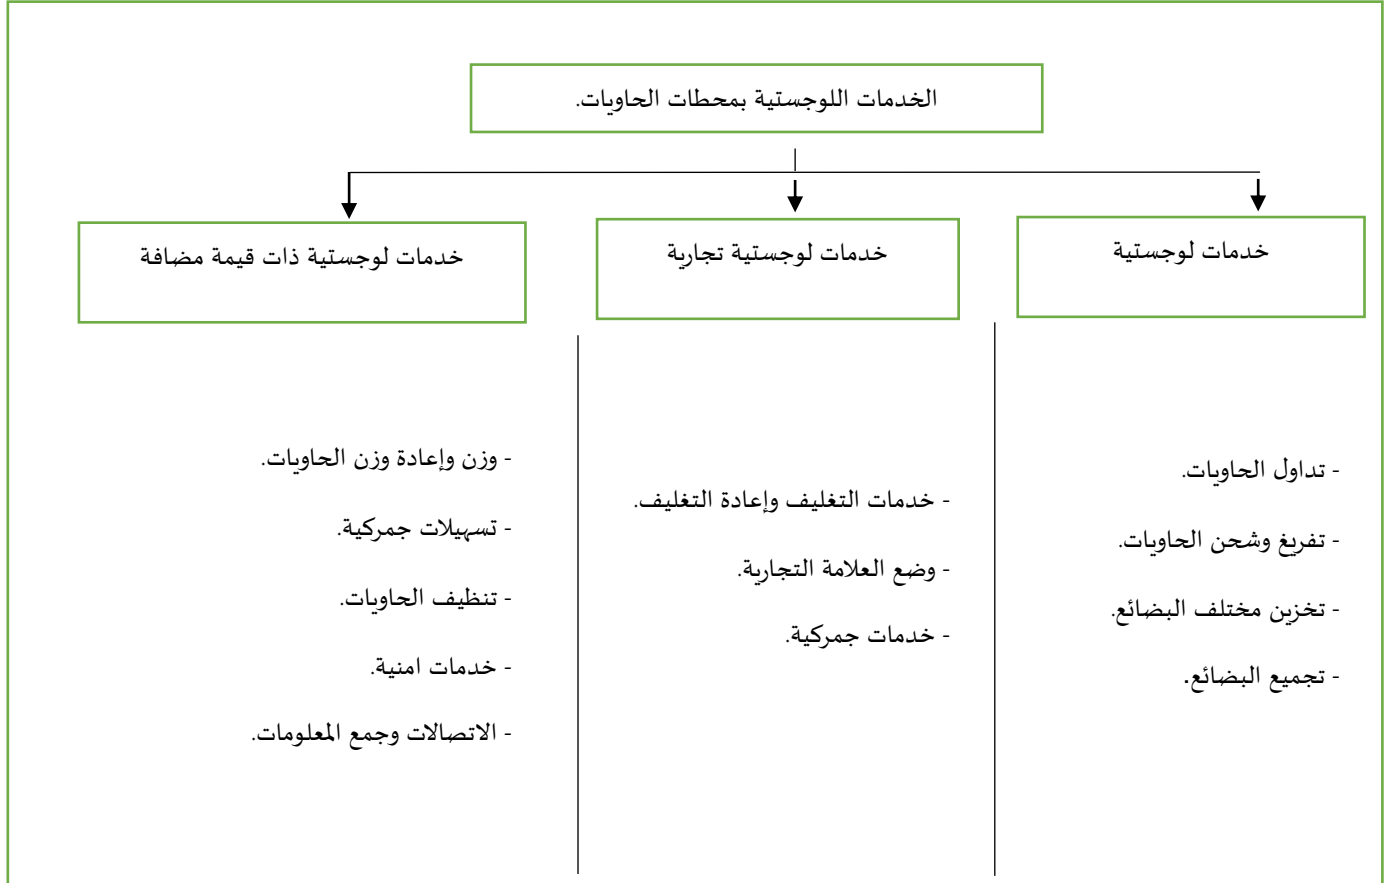 الخدمات اللوجستية بمحطات الحاويات.
خدمات لوجستية
خدمات لوجستية تجارية
خدمات لوجستية ذات قيمة مضافة
- تداول الحاويات.
- تفريغ وشحن الحاويات.
- تخزين مختلف البضائع.
- تجميع البضائع.
- خدمات التغليف وإعادة التغليف.
- وضع العلامة التجارية.
- خدمات جمركية.
- وزن وإعادة وزن الحاويات.
- تسهيلات جمركية.
- تنظيف الحاويات.
- خدمات امنية.
- الاتصالات وجمع المعلومات.